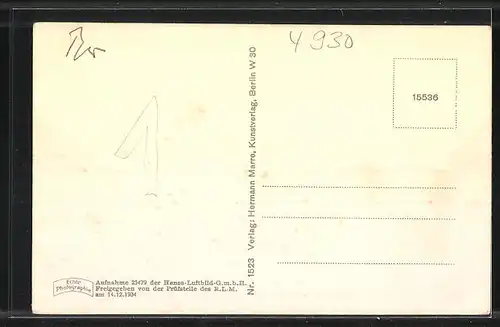 4930
15536
Nr. 1523 Verlag: Hermann Marre, Kunstverlag, Berlin W 30
Echte
Photographie
Aufnahme 23479 der Hansa-Luftbild-G.m.b.H.
Freigegeben von der Prüfstelle des R.L.M.
am 14.12.1934